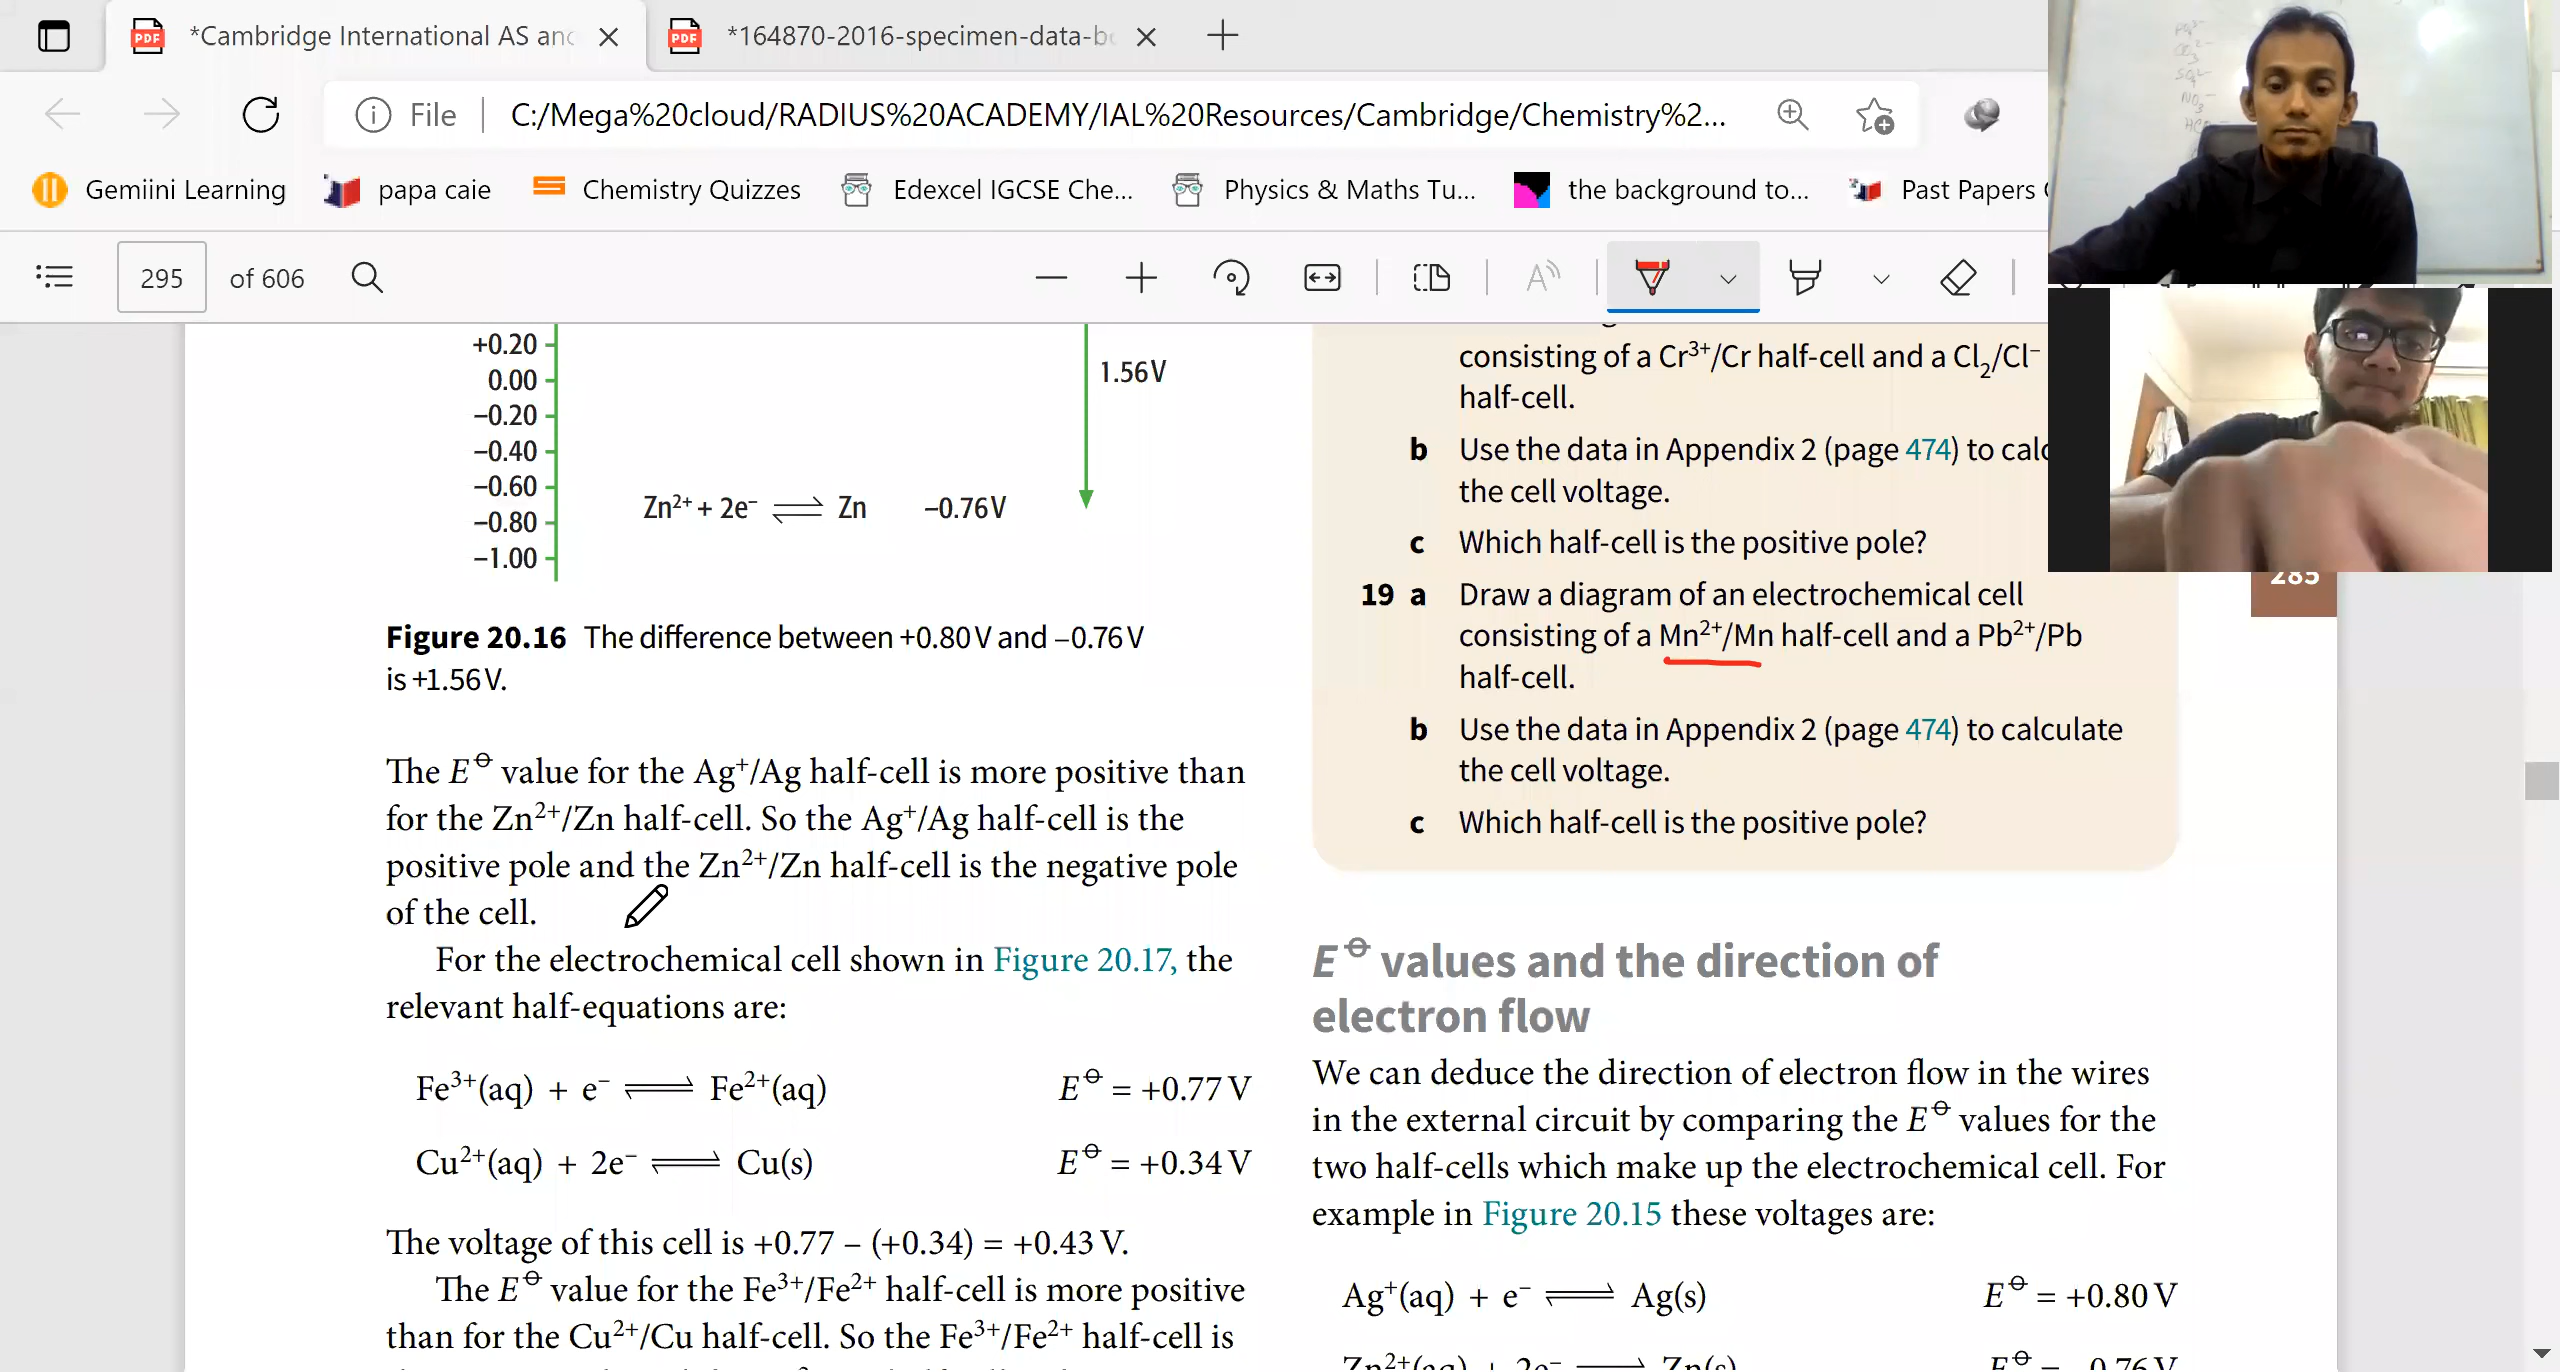 *Cambridge International AS and
*164870-2016-specimen-data-b
File
C:/Mega%20cloud/RADIUS%20ACADEMY/IAL%20Resources/Cambridge/Chemistry%2...
Gemiini Learning
papa caie
Chemistry Quizzes
Edexcel IGCSE Che...
Physics & Maths Tu...
the background to...
Past Papers
295 of 606
+0.20
0.00
–0.20
–0.40
–0.60
–0.80
–1.00
1.56V
Zn²⁺ + 2e⁻ ⇌ Zn –0.76V
Figure 20.16 The difference between +0.80V and –0.76V
is +1.56V.
The E⦵ value for the Ag⁺/Ag half-cell is more positive than
for the Zn²⁺/Zn half-cell. So the Ag⁺/Ag half-cell is the
positive pole and the Zn²⁺/Zn half-cell is the negative pole
of the cell.
For the electrochemical cell shown in Figure 20.17, the
relevant half-equations are:
Fe³⁺(aq) + e⁻ ⇌ Fe²⁺(aq) E⦵ = +0.77V
Cu²⁺(aq) + 2e⁻ ⇌ Cu(s) E⦵ = +0.34V
The voltage of this cell is +0.77 – (+0.34) = +0.43V.
The E⦵ value for the Fe³⁺/Fe²⁺ half-cell is more positive
than for the Cu²⁺/Cu half-cell. So the Fe³⁺/Fe²⁺ half-cell is
consisting of a Cr³⁺/Cr half-cell and a Cl₂/Cl⁻
half-cell.
b Use the data in Appendix 2 (page 474) to calc
the cell voltage.
c Which half-cell is the positive pole?
19 a Draw a diagram of an electrochemical cell
consisting of a Mn²⁺/Mn half-cell and a Pb²⁺/Pb
half-cell.
b Use the data in Appendix 2 (page 474) to calculate
the cell voltage.
c Which half-cell is the positive pole?
285
E⦵ values and the direction of
electron flow
We can deduce the direction of electron flow in the wires
in the external circuit by comparing the E⦵ values for the
two half-cells which make up the electrochemical cell. For
example in Figure 20.15 these voltages are:
Ag⁺(aq) + e⁻ ⇌ Ag(s) E⦵ = +0.80V
Zn²⁺(aq) + 2e⁻ ⇌ Zn(s) E⦵ = –0.76V